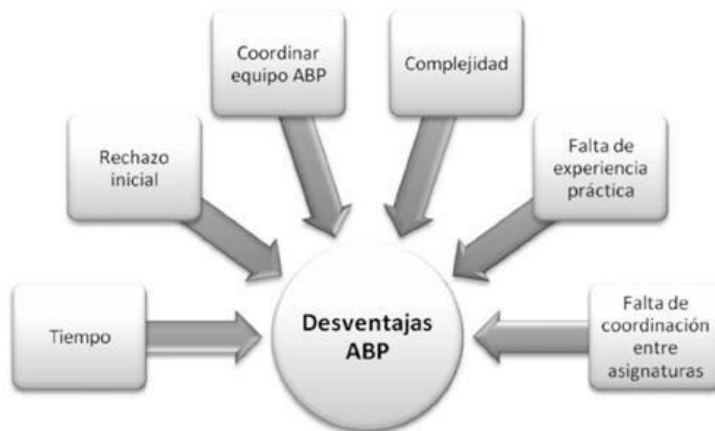 Coordinar
equipo ABP
Complejidad
Rechazo
inicial
Falta de
experiencia
práctica
Tiempo
Desventajas
ABP
Falta de
coordinación
entre
asignaturas